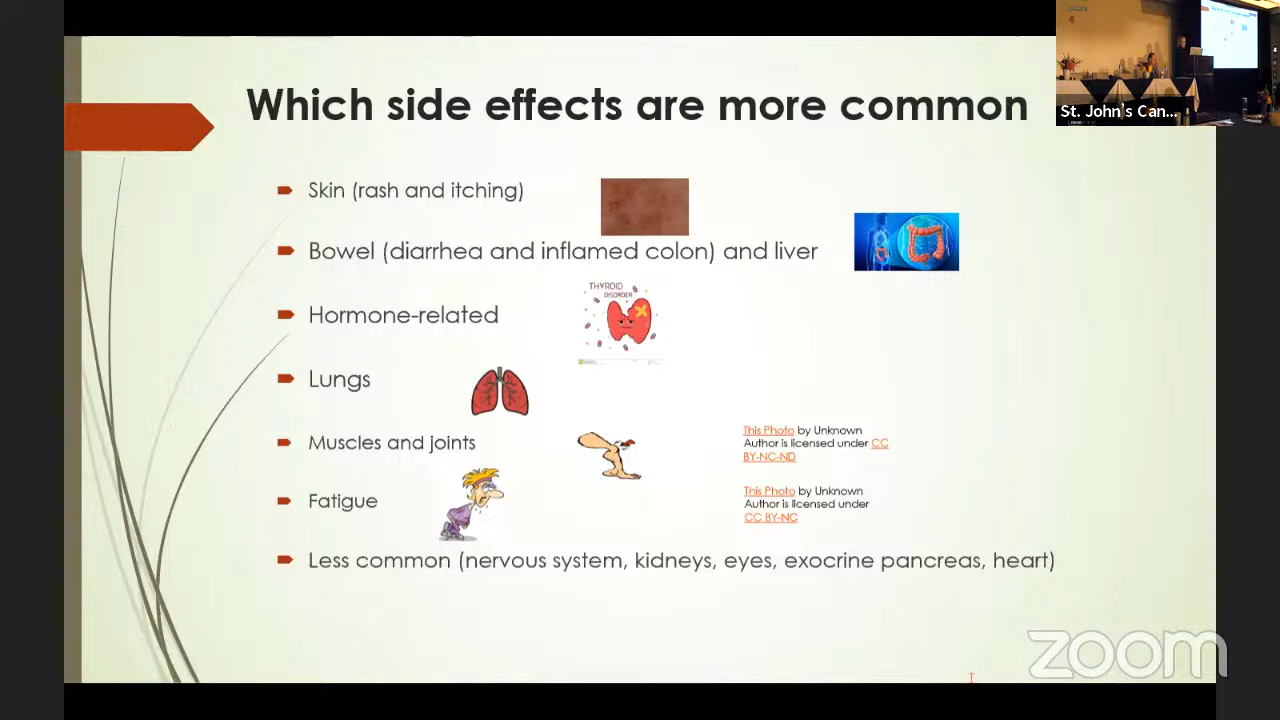 Which side effects are more common
St. John's Can...
Skin (rash and itching)
Bowel (diarrhea and inflamed colon) and liver
THYROID
DISORDER
Hormone-related
Lungs
Muscles and joints
This Photo by Unknown
Author is licensed under CC
BY-NC-ND
Fatigue
This Photo by Unknown
Author is licensed under
CC BY-NC
Less common (nervous system, kidneys, eyes, exocrine pancreas, heart)
zoom